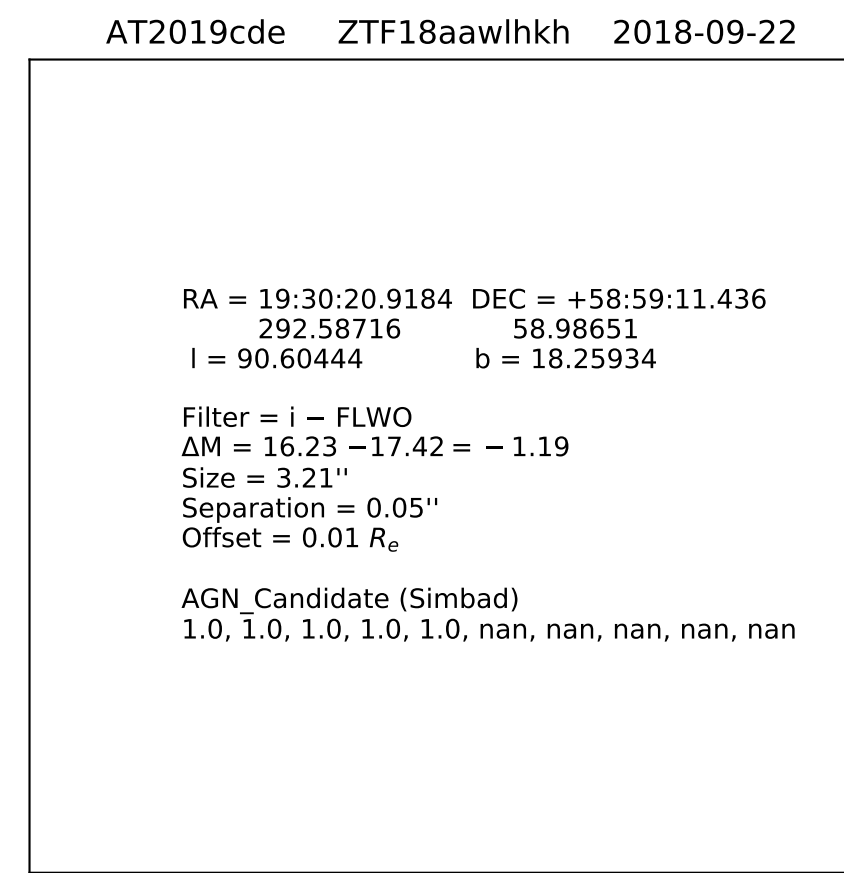 AT2019cde ZTF18aawlhkh 2018-09-22
RA = 19:30:20.9184 DEC = +58:59:11.436
292.58716 58.98651
l = 90.60444 b = 18.25934
Filter = i − FLWO
ΔM = 16.23 −17.42 = − 1.19
Size = 3.21''
Separation = 0.05''
Offset = 0.01 Re
AGN_Candidate (Simbad)
1.0, 1.0, 1.0, 1.0, 1.0, nan, nan, nan, nan, nan